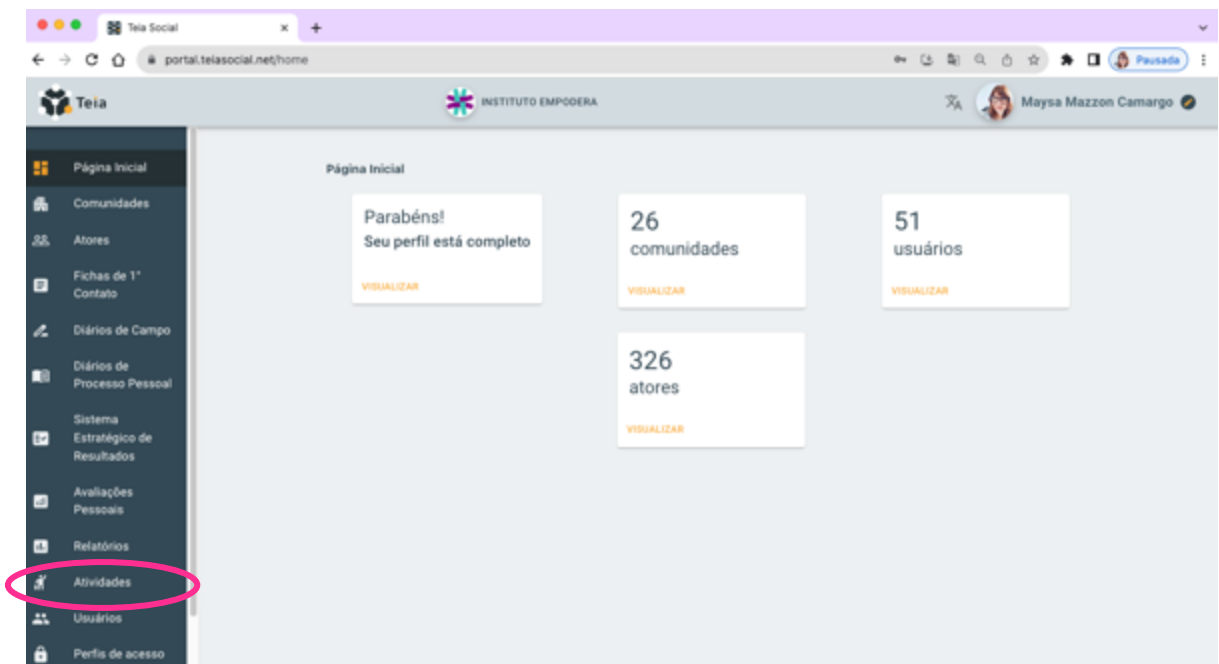 Teia Social
portal.teiasocial.net/home
Pausada
Teia
INSTITUTO EMPODERA
Maysa Mazzon Camargo
Página Inicial
Comunidades
Atores
Fichas de 1°
Contato
Diários de Campo
Diários de
Processo Pessoal
Sistema
Estratégico de
Resultados
Avaliações
Pessoais
Relatórios
Atividades
Usuários
Perfis de acesso
Página Inicial
Parabéns!
Seu perfil está completo
VISUALIZAR
26
comunidades
VISUALIZAR
51
usuários
VISUALIZAR
326
atores
VISUALIZAR